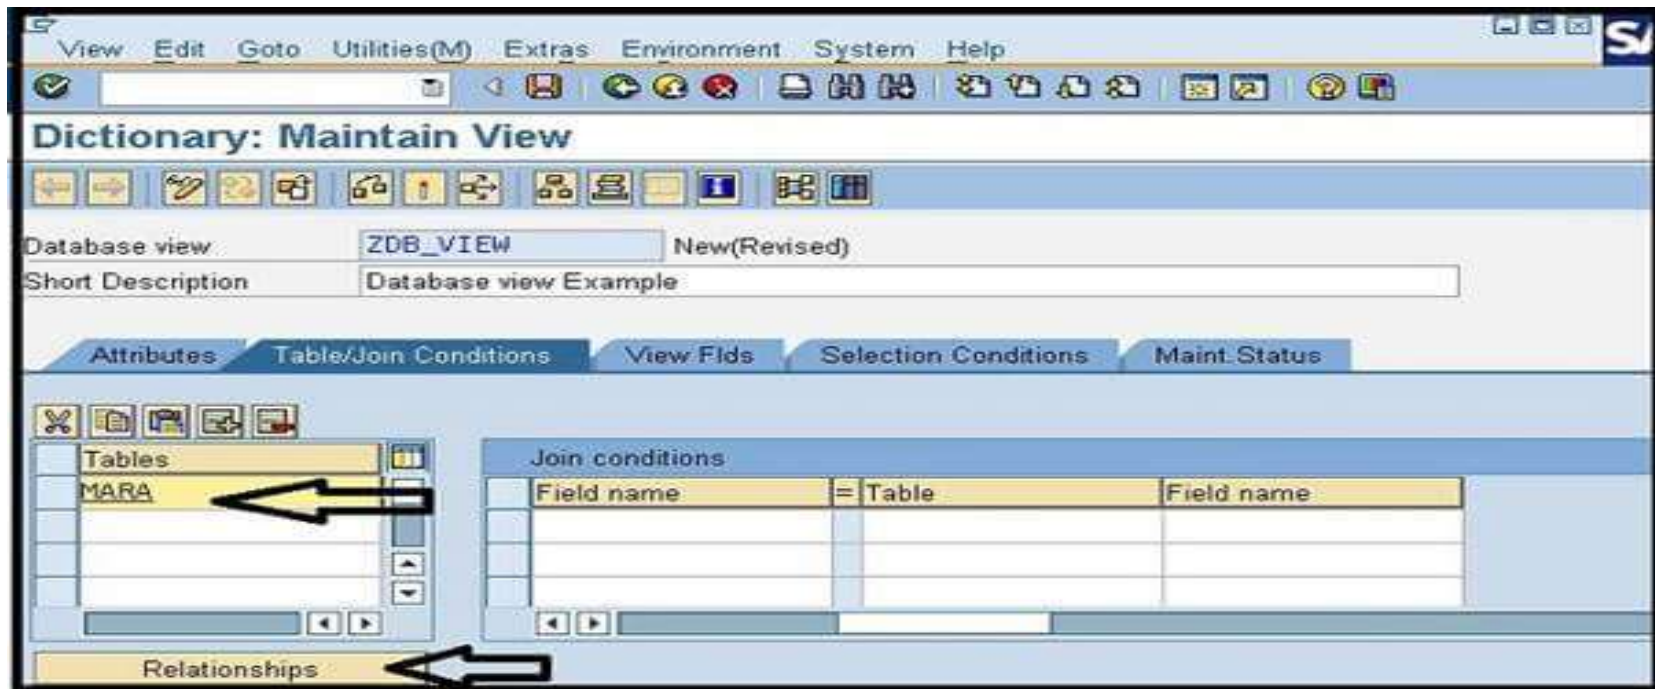 View Edit Goto Utilities(M) Extras Environment System Help
Dictionary: Maintain View
Database view ZDB_VIEW New(Revised)
Short Description Database view Example
Attributes Table/Join Conditions View Flds Selection Conditions Maint.Status
Tables Join conditions
MARA Field name = Table Field name
Relationships